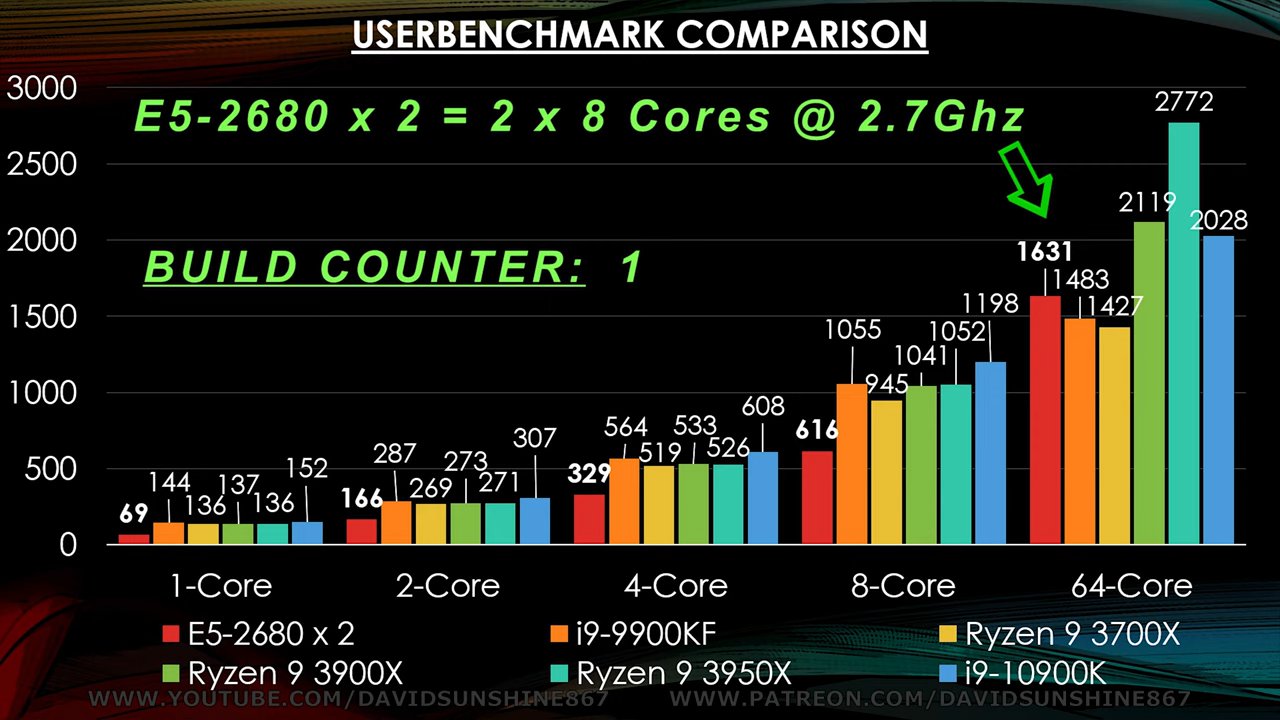 USERBENCHMARK COMPARISON
E5-2680 x 2 = 2 x 8 Cores @ 2.7Ghz
BUILD COUNTER: 1
3000
2500
2000
1500
1000
500
0
69 144 136 137 136 152
166 287 269 273 271 307
329 564 519 533 526 608
616 1055 945 1041 1052 1198
1631 1483 1427 2119 2772 2028
1-Core 2-Core 4-Core 8-Core 64-Core
E5-2680 x 2 i9-9900KF Ryzen 9 3700X
Ryzen 9 3900X Ryzen 9 3950X i9-10900K
WWW.YOUTUBE.COM/DAVIDSUNSHINE867 WWW.PATREON.COM/DAVIDSUNSHINE867